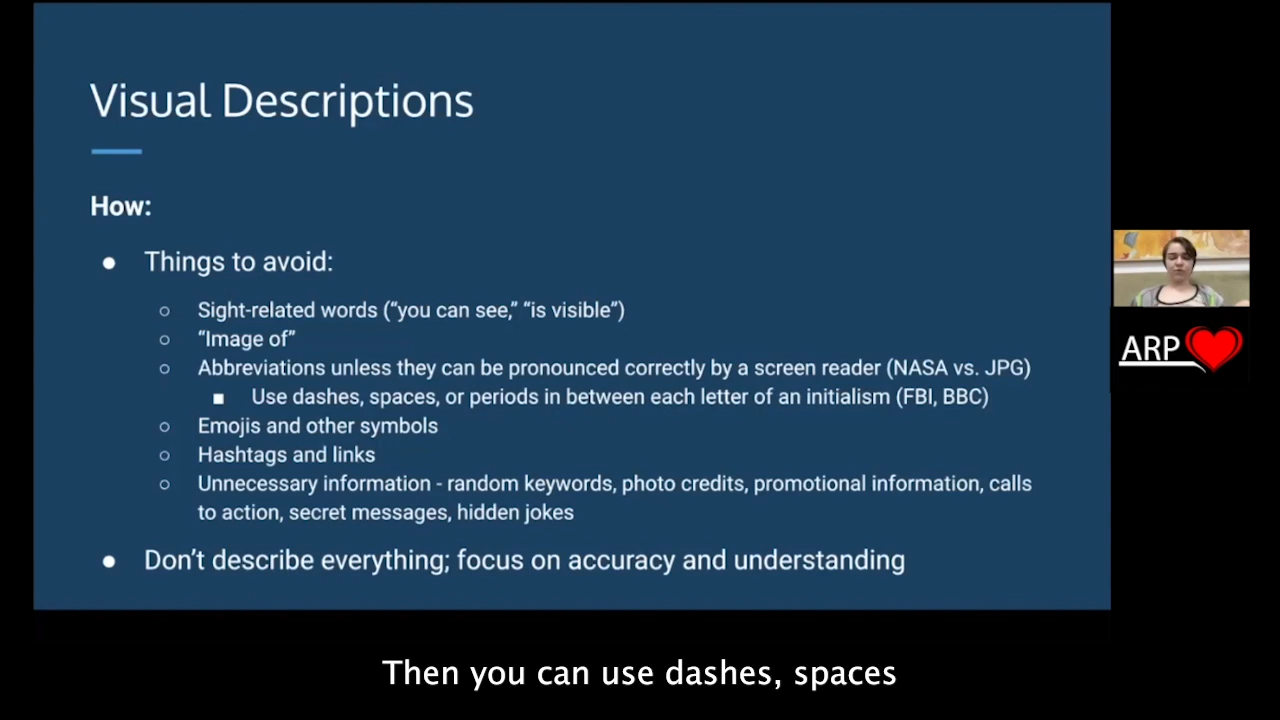 Visual Descriptions
How:
● Things to avoid:
○ Sight-related words (“you can see,” “is visible”)
○ “Image of”
○ Abbreviations unless they can be pronounced correctly by a screen reader (NASA vs. JPG)
■ Use dashes, spaces, or periods in between each letter of an initialism (FBI, BBC)
○ Emojis and other symbols
○ Hashtags and links
○ Unnecessary information - random keywords, photo credits, promotional information, calls
to action, secret messages, hidden jokes
● Don’t describe everything; focus on accuracy and understanding
ARP
Then you can use dashes, spaces